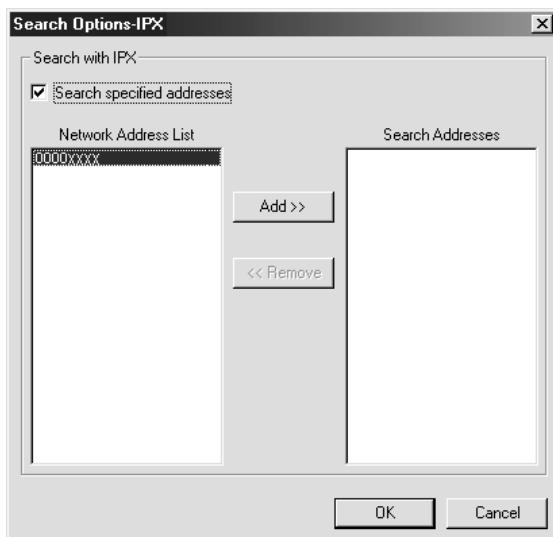 Search Options-IPX
Search with IPX
Search specified addresses
Network Address List
Search Addresses
0000xxxx
Add >>
<< Remove
OK
Cancel